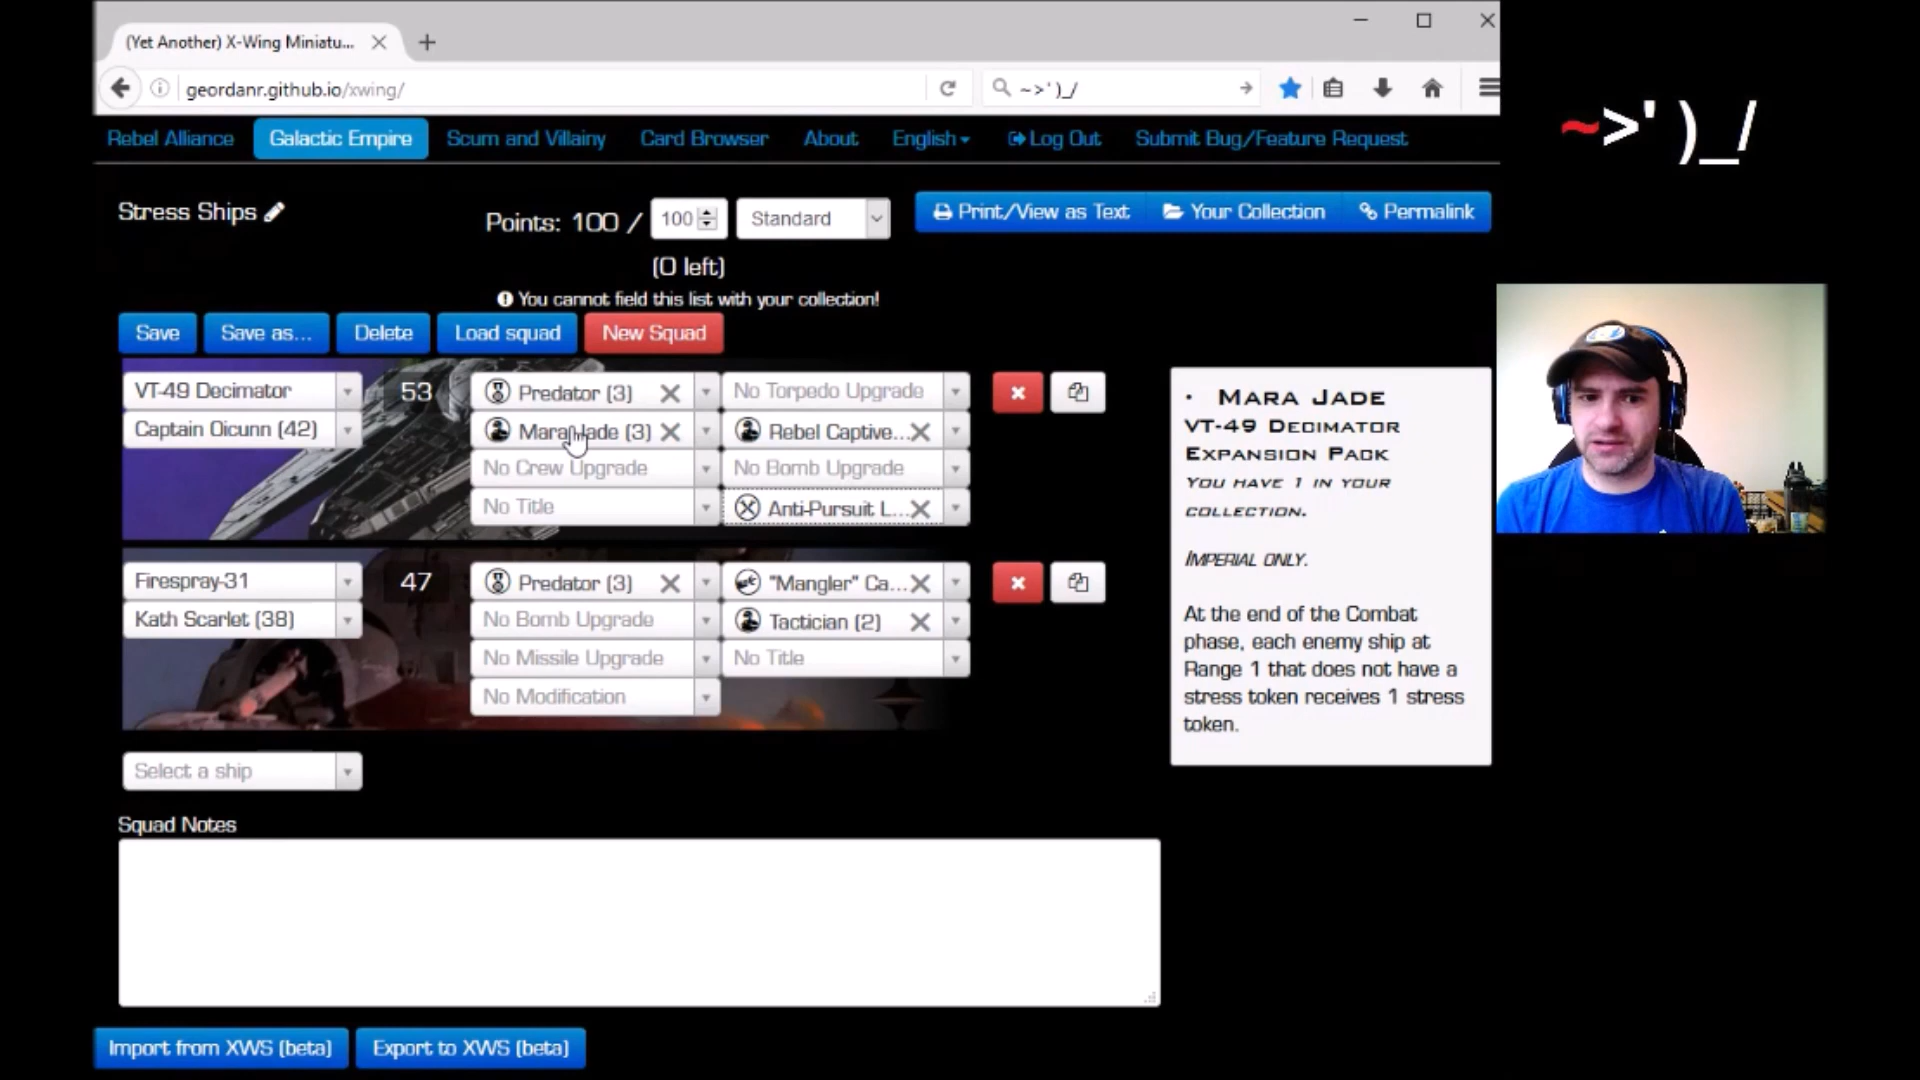 (Yet Another) X-Wing Miniatu...
geordanr.github.io/xwing/
~>')_/
~>')_/
Rebel Alliance
Galactic Empire
Scum and Villainy
Card Browser
About
English
Log Out
Submit Bug/Feature Request
Stress Ships
Points: 100 / 100
Standard
Print/View as Text
Your Collection
Permalink
(0 left)
You cannot field this list with your collection!
Save
Save as...
Delete
Load squad
New Squad
VT-49 Decimator
53
Predator (3)
No Torpedo Upgrade
Captain Oicunn (42)
Mara Jade (3)
Rebel Captive...
No Crew Upgrade
No Bomb Upgrade
No Title
Anti-Pursuit L...
Firespray-31
47
Predator (3)
"Mangler" Ca...
Kath Scarlet (38)
No Bomb Upgrade
Tactician (2)
No Missile Upgrade
No Title
No Modification
Select a ship
· Mara Jade
VT-49 Decimator
Expansion Pack
You have 1 in your
collection.
Imperial only.
At the end of the Combat
phase, each enemy ship at
Range 1 that does not have a
stress token receives 1 stress
token.
Squad Notes
Import from XWS (beta)
Export to XWS (beta)